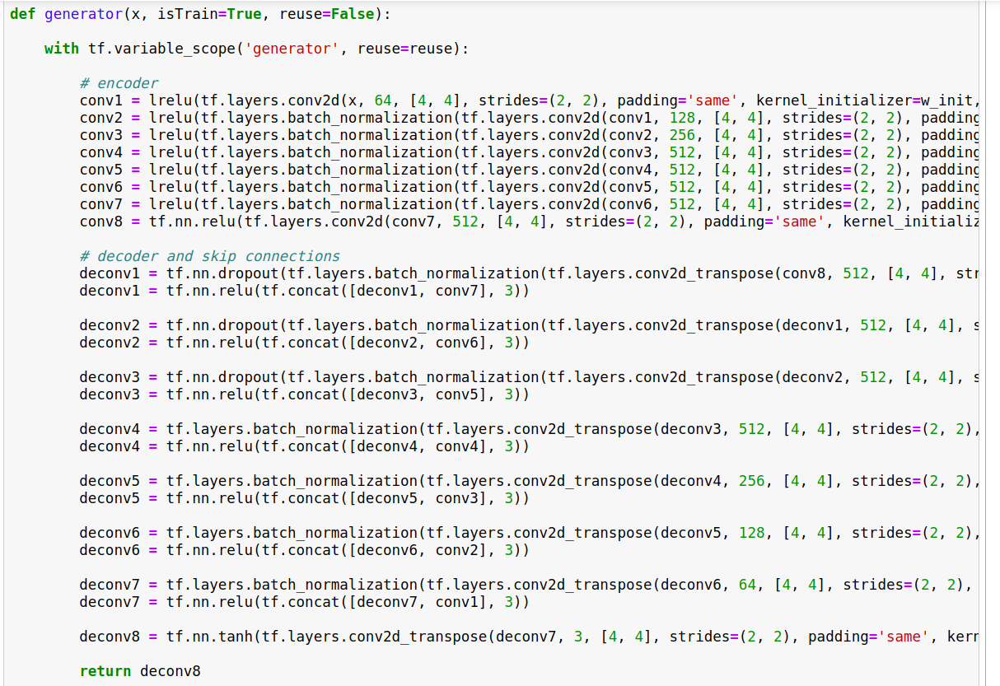 def generator(x, isTrain=True, reuse=False):
with tf.variable_scope('generator', reuse=reuse):
# encoder
conv1 = lrelu(tf.layers.conv2d(x, 64, [4, 4], strides=(2, 2), padding='same', kernel_initializer=w_init,
conv2 = lrelu(tf.layers.batch_normalization(tf.layers.conv2d(conv1, 128, [4, 4], strides=(2, 2), padding
conv3 = lrelu(tf.layers.batch_normalization(tf.layers.conv2d(conv2, 256, [4, 4], strides=(2, 2), padding
conv4 = lrelu(tf.layers.batch_normalization(tf.layers.conv2d(conv3, 512, [4, 4], strides=(2, 2), padding
conv5 = lrelu(tf.layers.batch_normalization(tf.layers.conv2d(conv4, 512, [4, 4], strides=(2, 2), padding
conv6 = lrelu(tf.layers.batch_normalization(tf.layers.conv2d(conv5, 512, [4, 4], strides=(2, 2), padding
conv7 = lrelu(tf.layers.batch_normalization(tf.layers.conv2d(conv6, 512, [4, 4], strides=(2, 2), padding
conv8 = tf.nn.relu(tf.layers.conv2d(conv7, 512, [4, 4], strides=(2, 2), padding='same', kernel_initializ
# decoder and skip connections
deconv1 = tf.nn.dropout(tf.layers.batch_normalization(tf.layers.conv2d_transpose(conv8, 512, [4, 4], str
deconv1 = tf.nn.relu(tf.concat([deconv1, conv7], 3))
deconv2 = tf.nn.dropout(tf.layers.batch_normalization(tf.layers.conv2d_transpose(deconv1, 512, [4, 4], s
deconv2 = tf.nn.relu(tf.concat([deconv2, conv6], 3))
deconv3 = tf.nn.dropout(tf.layers.batch_normalization(tf.layers.conv2d_transpose(deconv2, 512, [4, 4], s
deconv3 = tf.nn.relu(tf.concat([deconv3, conv5], 3))
deconv4 = tf.layers.batch_normalization(tf.layers.conv2d_transpose(deconv3, 512, [4, 4], strides=(2, 2),
deconv4 = tf.nn.relu(tf.concat([deconv4, conv4], 3))
deconv5 = tf.layers.batch_normalization(tf.layers.conv2d_transpose(deconv4, 256, [4, 4], strides=(2, 2),
deconv5 = tf.nn.relu(tf.concat([deconv5, conv3], 3))
deconv6 = tf.layers.batch_normalization(tf.layers.conv2d_transpose(deconv5, 128, [4, 4], strides=(2, 2),
deconv6 = tf.nn.relu(tf.concat([deconv6, conv2], 3))
deconv7 = tf.layers.batch_normalization(tf.layers.conv2d_transpose(deconv6, 64, [4, 4], strides=(2, 2),
deconv7 = tf.nn.relu(tf.concat([deconv7, conv1], 3))
deconv8 = tf.nn.tanh(tf.layers.conv2d_transpose(deconv7, 3, [4, 4], strides=(2, 2), padding='same', kern
return deconv8